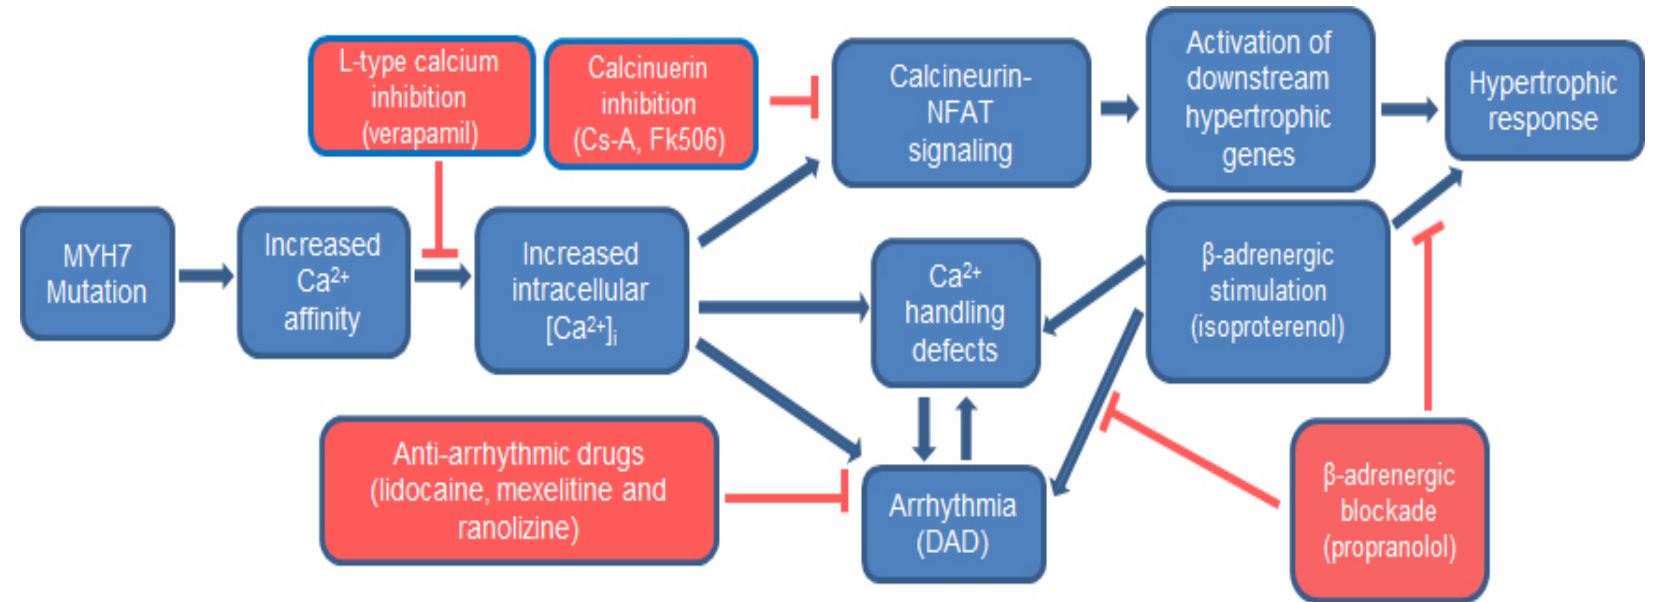 L-type calcium
inhibition
(verapamil)
Calcinuerin
inhibition
(Cs-A, Fk506)
Calcineurin-
NFAT
signaling
Activation of
downstream
hypertrophic
genes
Hypertrophic
response
MYH7
Mutation
Increased
Ca²⁺
affinity
Increased
intracellular
[Ca²⁺]ᵢ
Ca²⁺
handling
defects
β-adrenergic
stimulation
(isoproterenol)
Anti-arrhythmic drugs
(lidocaine, mexelitine and
ranolizine)
Arrhythmia
(DAD)
β-adrenergic
blockade
(propranolol)